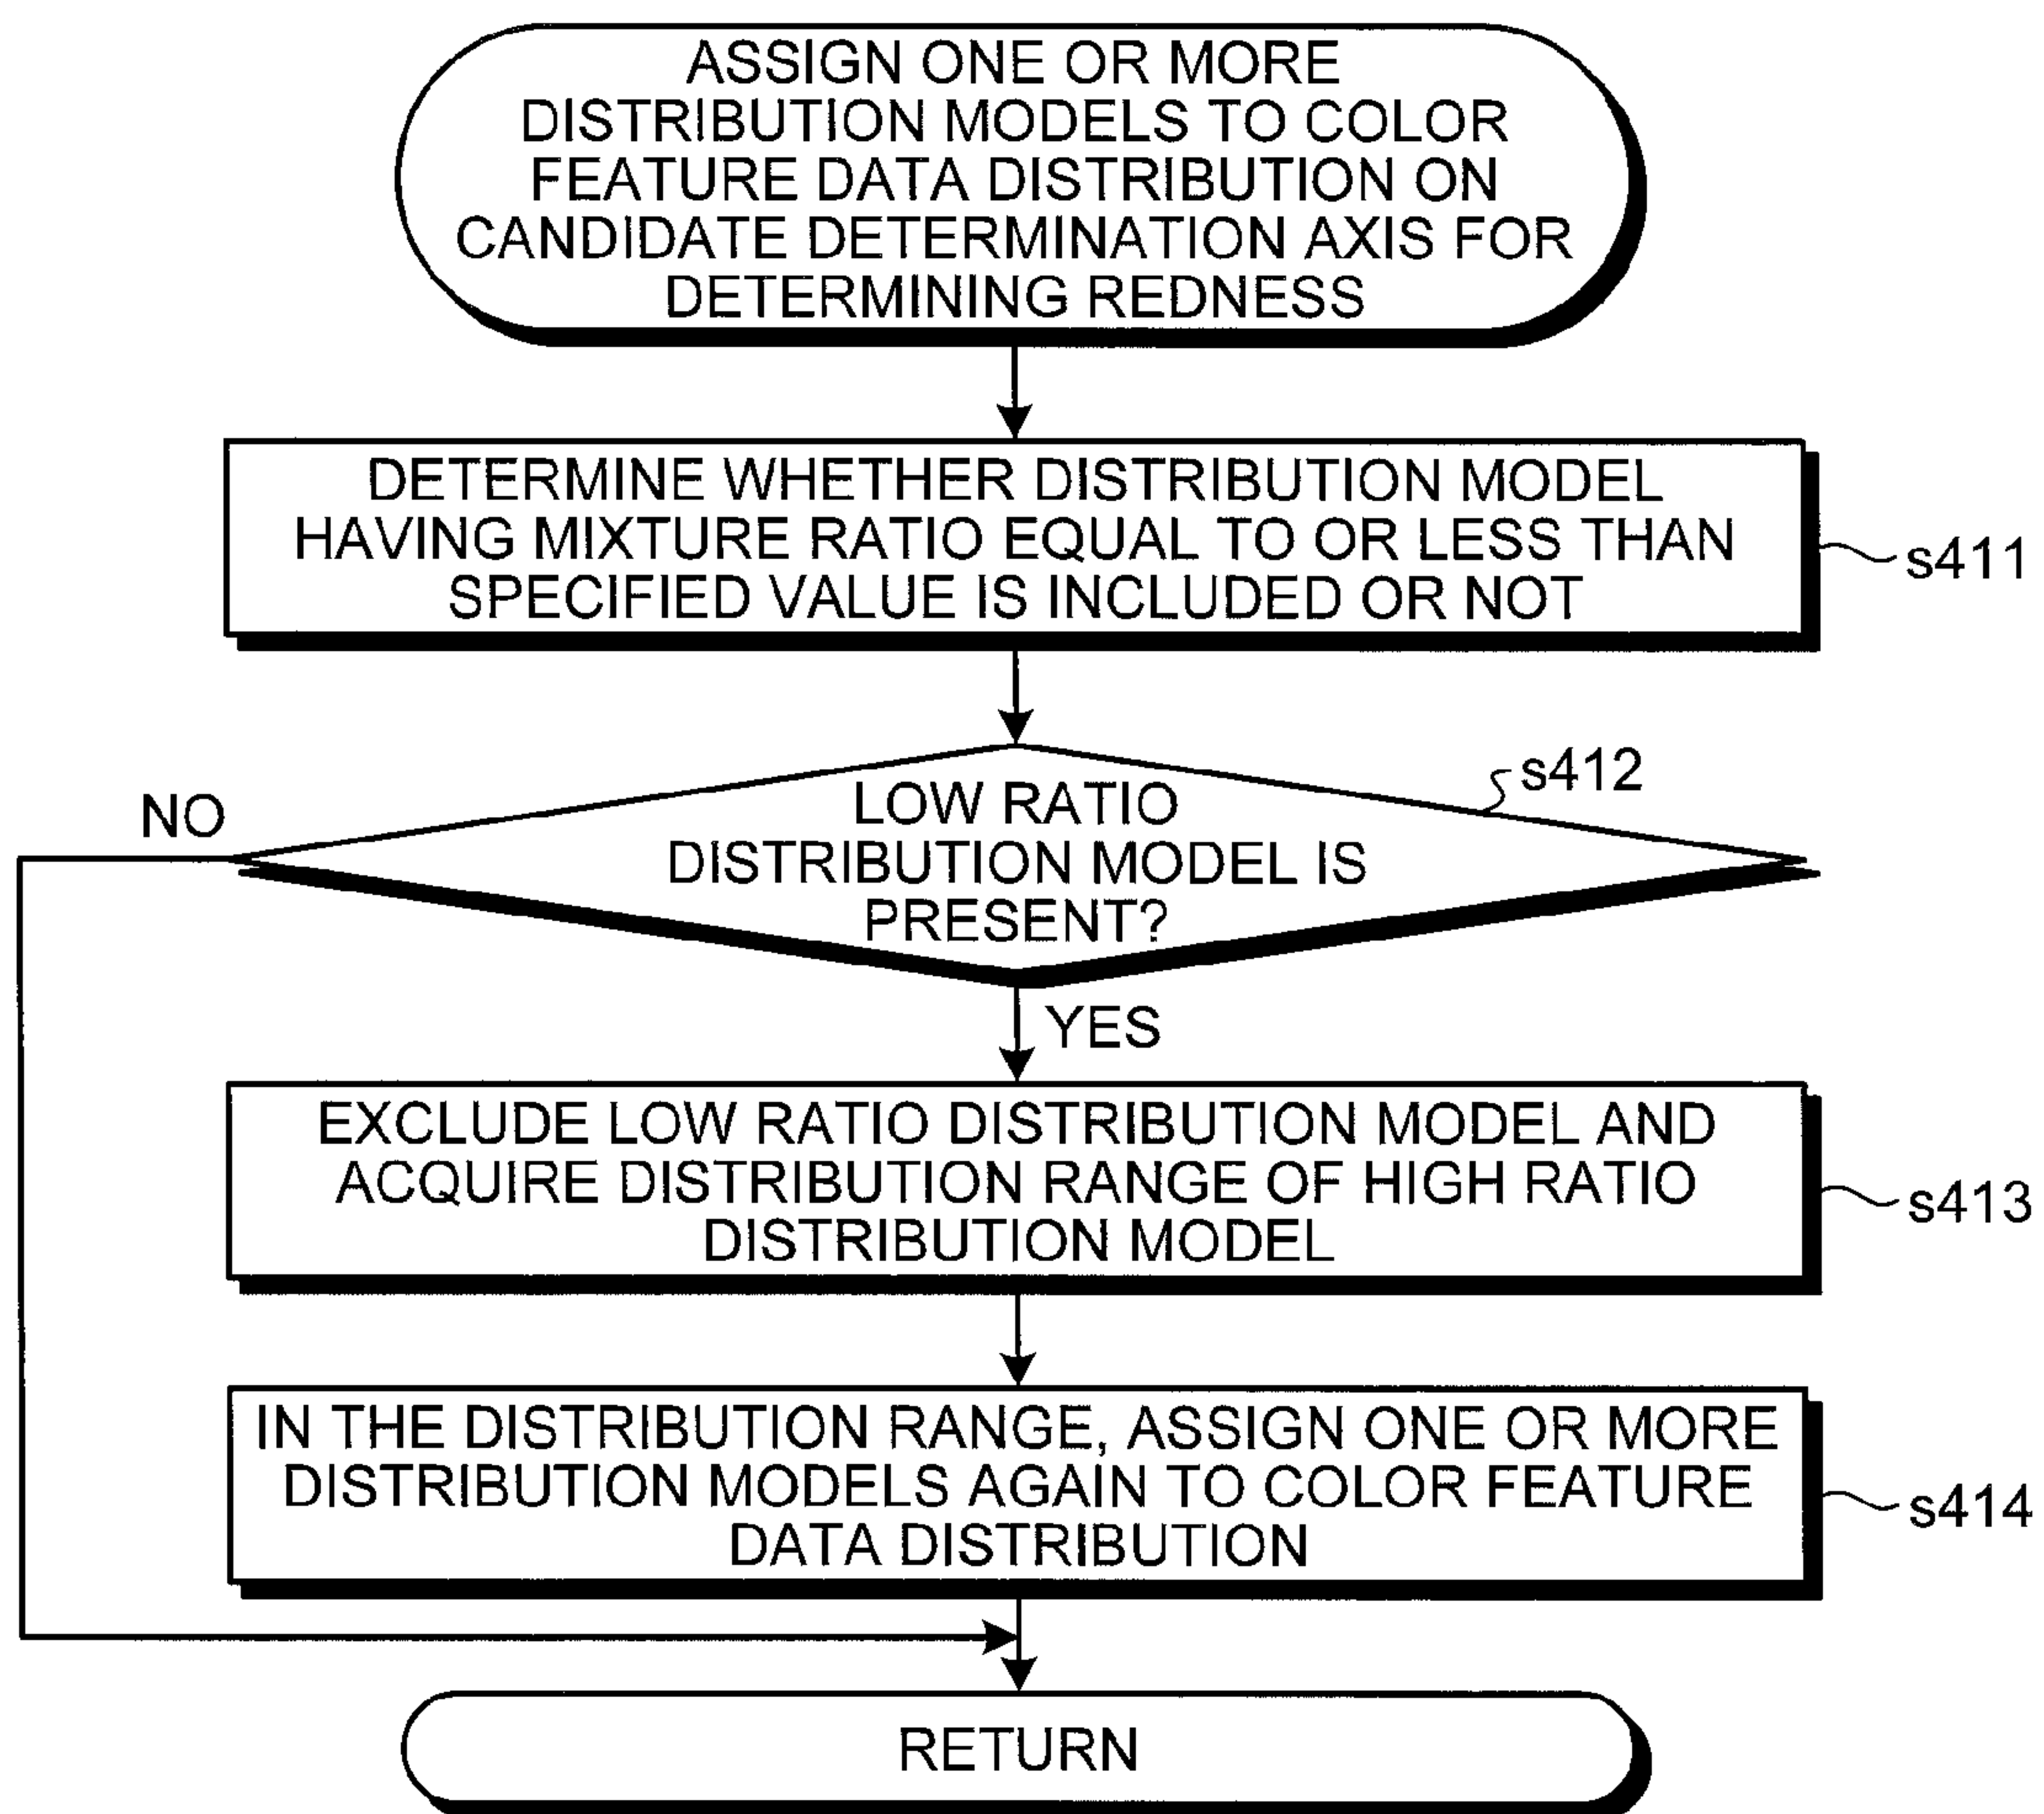 ASSIGN ONE OR MORE
DISTRIBUTION MODELS TO COLOR
FEATURE DATA DISTRIBUTION ON
CANDIDATE DETERMINATION AXIS FOR
DETERMINING REDNESS
DETERMINE WHETHER DISTRIBUTION MODEL
HAVING MIXTURE RATIO EQUAL TO OR LESS THAN
SPECIFIED VALUE IS INCLUDED OR NOT
s411
s412
NO
LOW RATIO
DISTRIBUTION MODEL IS
PRESENT?
YES
EXCLUDE LOW RATIO DISTRIBUTION MODEL AND
ACQUIRE DISTRIBUTION RANGE OF HIGH RATIO
DISTRIBUTION MODEL
s413
IN THE DISTRIBUTION RANGE, ASSIGN ONE OR MORE
DISTRIBUTION MODELS AGAIN TO COLOR FEATURE
DATA DISTRIBUTION
s414
RETURN